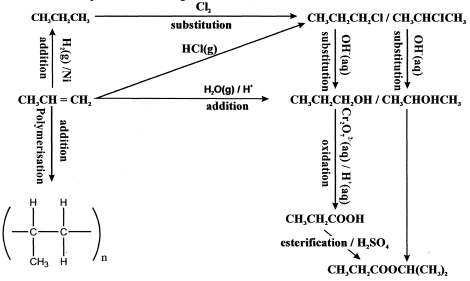 Cl₂
CH₃CH₂CH₃
substitution
CH₃CH₂CH₂Cl / CH₃CHClCH₃
H₂(g) /Ni
addition
HCl(g)
OH⁻(aq)
substitution
OH⁻(aq)
substitution
CH₃CH = CH₂
H₂O(g) / H⁺
addition
CH₃CH₂CH₂OH / CH₃CHOHCH₃
addition
Polymerisation
Cr₂O₇²⁻(aq) / H⁺(aq)
oxidation
H H
C C
CH₃ H
n
CH₃CH₂COOH
esterification / H₂SO₄
CH₃CH₂COOCH(CH₃)₂